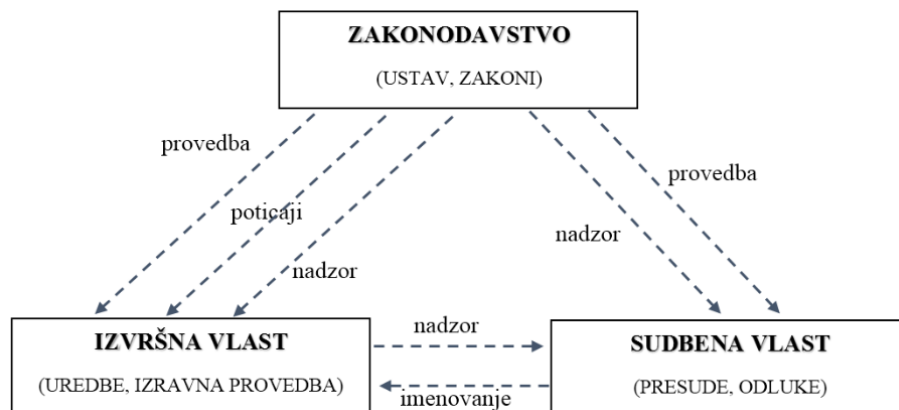 ZAKONODAVSTVO
(USTAV, ZAKONI)
provedba
provedba
poticaji
nadzor
nadzor
IZVRŠNA VLAST
(UREDBE, IZRAVNA PROVEDBA)
nadzor
imenovanje
SUDBENA VLAST
(PRESUDE, ODLUKE)